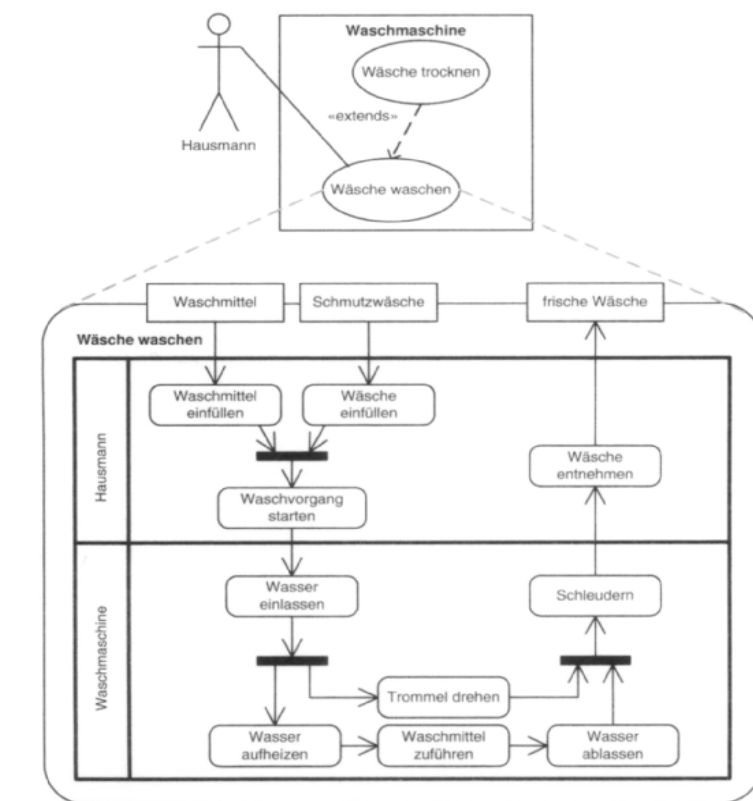 Waschmaschine
Wäsche trocknen
«extends»
Hausmann
Wäsche waschen
Waschmittel
Schmutzwäsche
frische Wäsche
Wäsche waschen
Hausmann
Waschmittel
einfüllen
Wäsche
einfüllen
Wäsche
entnehmen
Waschvorgang
starten
Waschmaschine
Wasser
einlassen
Schleudern
Trommel drehen
Wasser
aufheizen
Waschmittel
zuführen
Wasser
ablassen